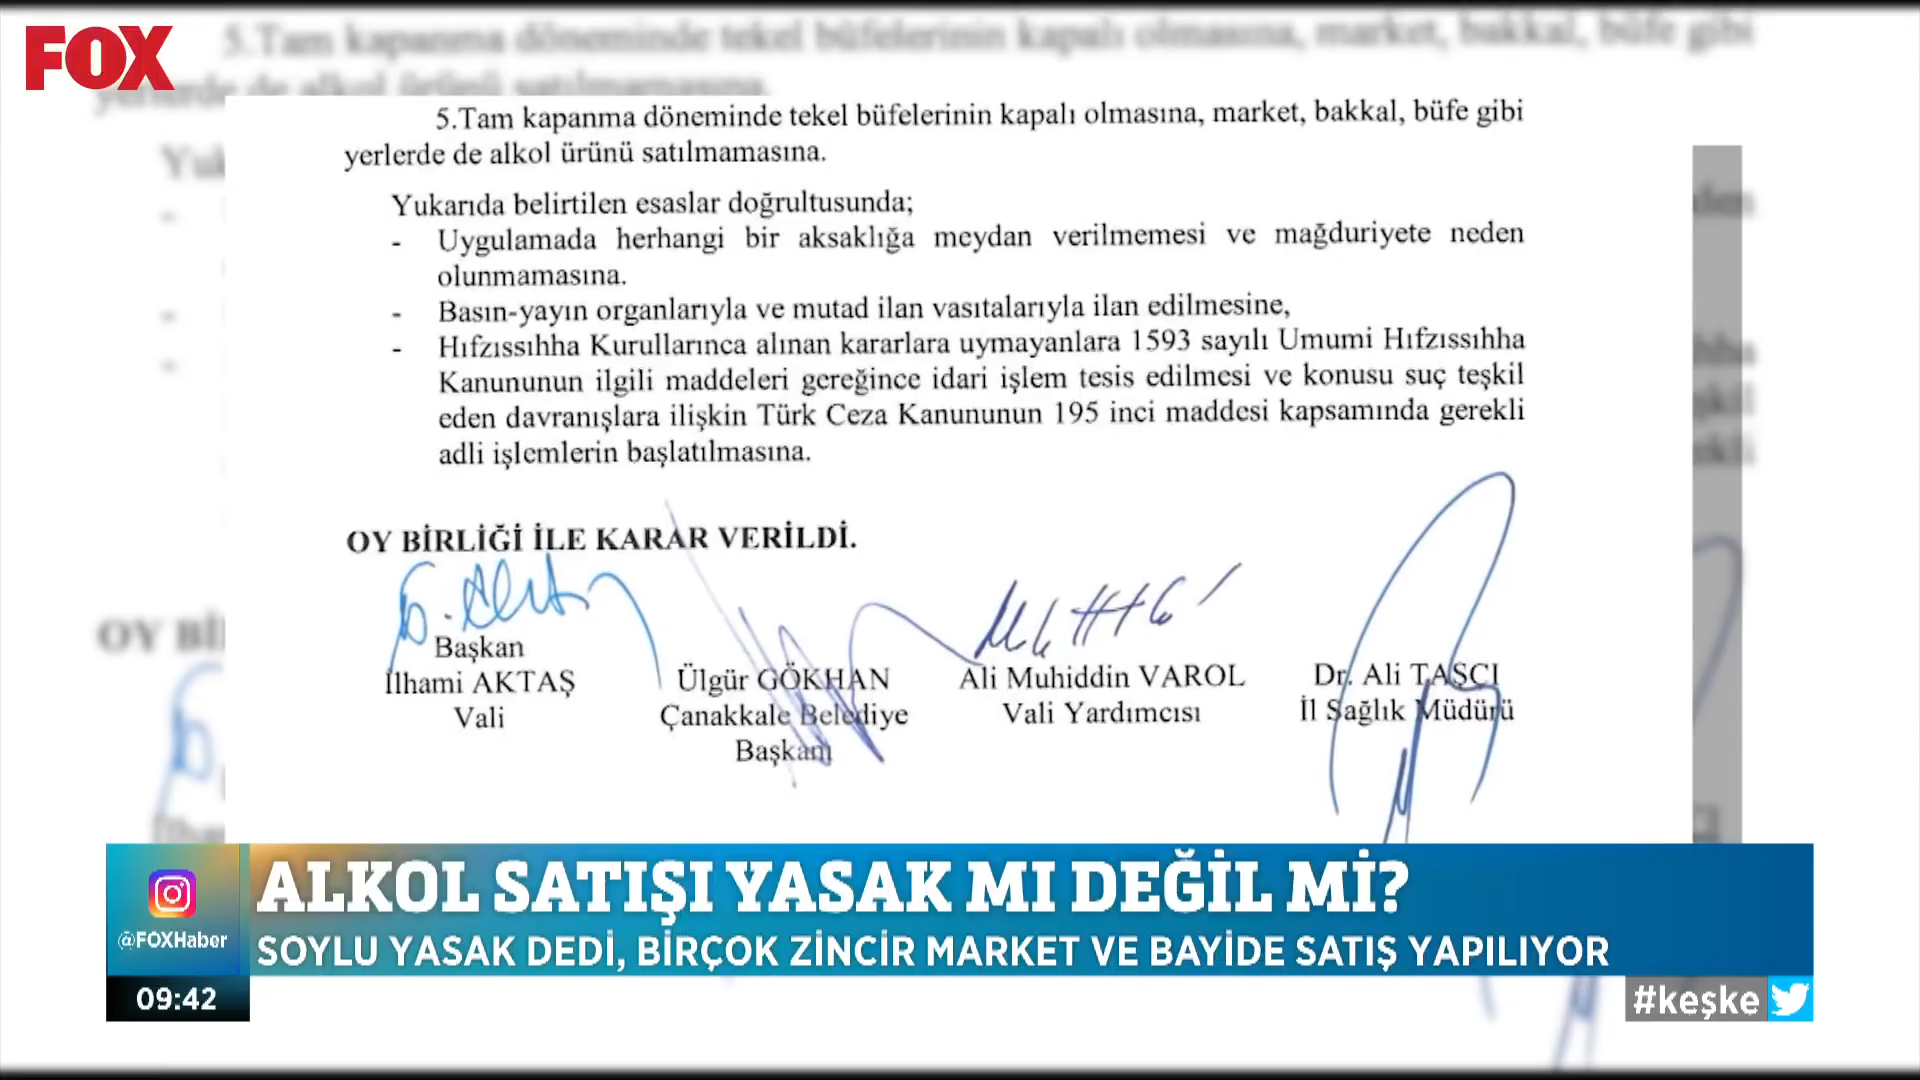 FOX
5.Tam kapanma döneminde tekel büfelerinin kapalı olmasına, market, bakkal, büfe gibi
yerlerde de alkol ürünü satılmamasına.
Yukarıda belirtilen esaslar doğrultusunda;
- Uygulamada herhangi bir aksaklığa meydan verilmemesi ve mağduriyete neden
olunmamasına.
- Basın-yayın organlarıyla ve mutad ilan vasıtalarıyla ilan edilmesine,
- Hıfzıssıhha Kurullarınca alınan kararlara uymayanlara 1593 sayılı Umumi Hıfzıssıhha
Kanununun ilgili maddeleri gereğince idari işlem tesis edilmesi ve konusu suç teşkil
eden davranışlara ilişkin Türk Ceza Kanununun 195 inci maddesi kapsamında gerekli
adli işlemlerin başlatılmasına.
OY BİRLİĞİ İLE KARAR VERİLDİ.
Başkan
İlhami AKTAŞ
Vali
Ülgür GÖKHAN
Çanakkale Belediye
Başkanı
Ali Muhiddin VAROL
Vali Yardımcısı
Dr. Ali TAŞCI
İl Sağlık Müdürü
ALKOL SATIŞI YASAK MI DEĞİL Mİ?
@FOXHaber
SOYLU YASAK DEDİ, BİRÇOK ZİNCİR MARKET VE BAYİDE SATIŞ YAPILIYOR
09:42
#keşke